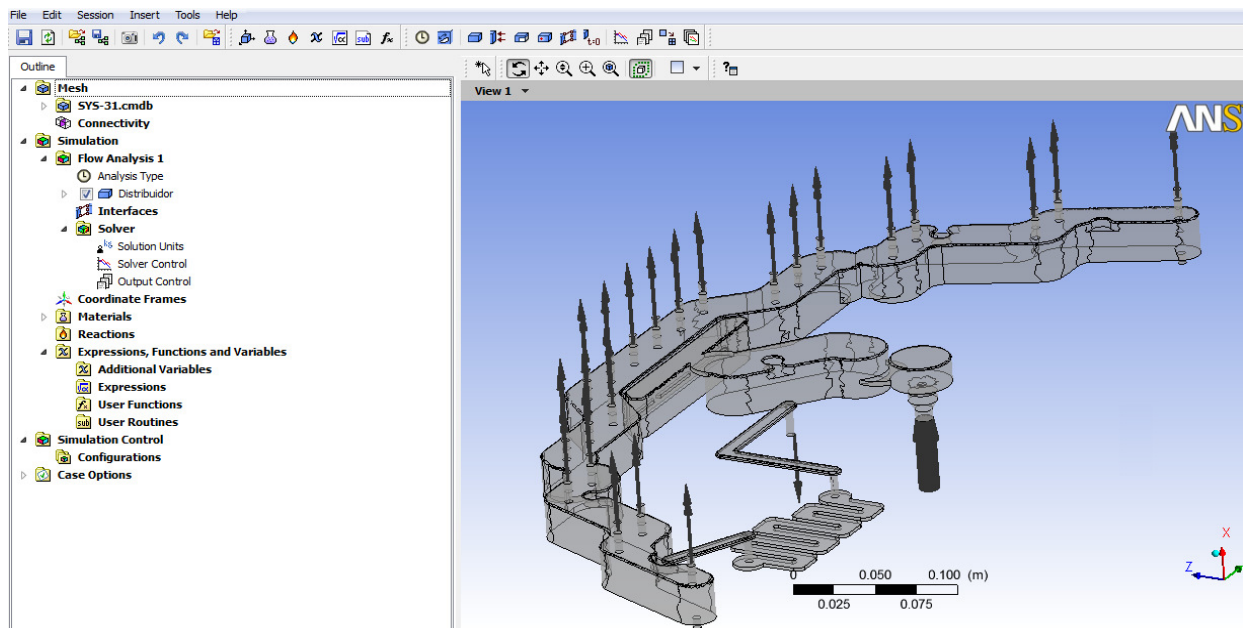 File Edit Session Insert Tools Help
Outline
Mesh
SYS-31.cmdb
Connectivity
Simulation
Flow Analysis 1
Analysis Type
Distribuidor
Interfaces
Solver
Solution Units
Solver Control
Output Control
Coordinate Frames
Materials
Reactions
Expressions, Functions and Variables
Additional Variables
Expressions
User Functions
User Routines
Simulation Control
Configurations
Case Options
View 1
ANS
X
Z
0 0.050 0.100 (m)
0.025 0.075